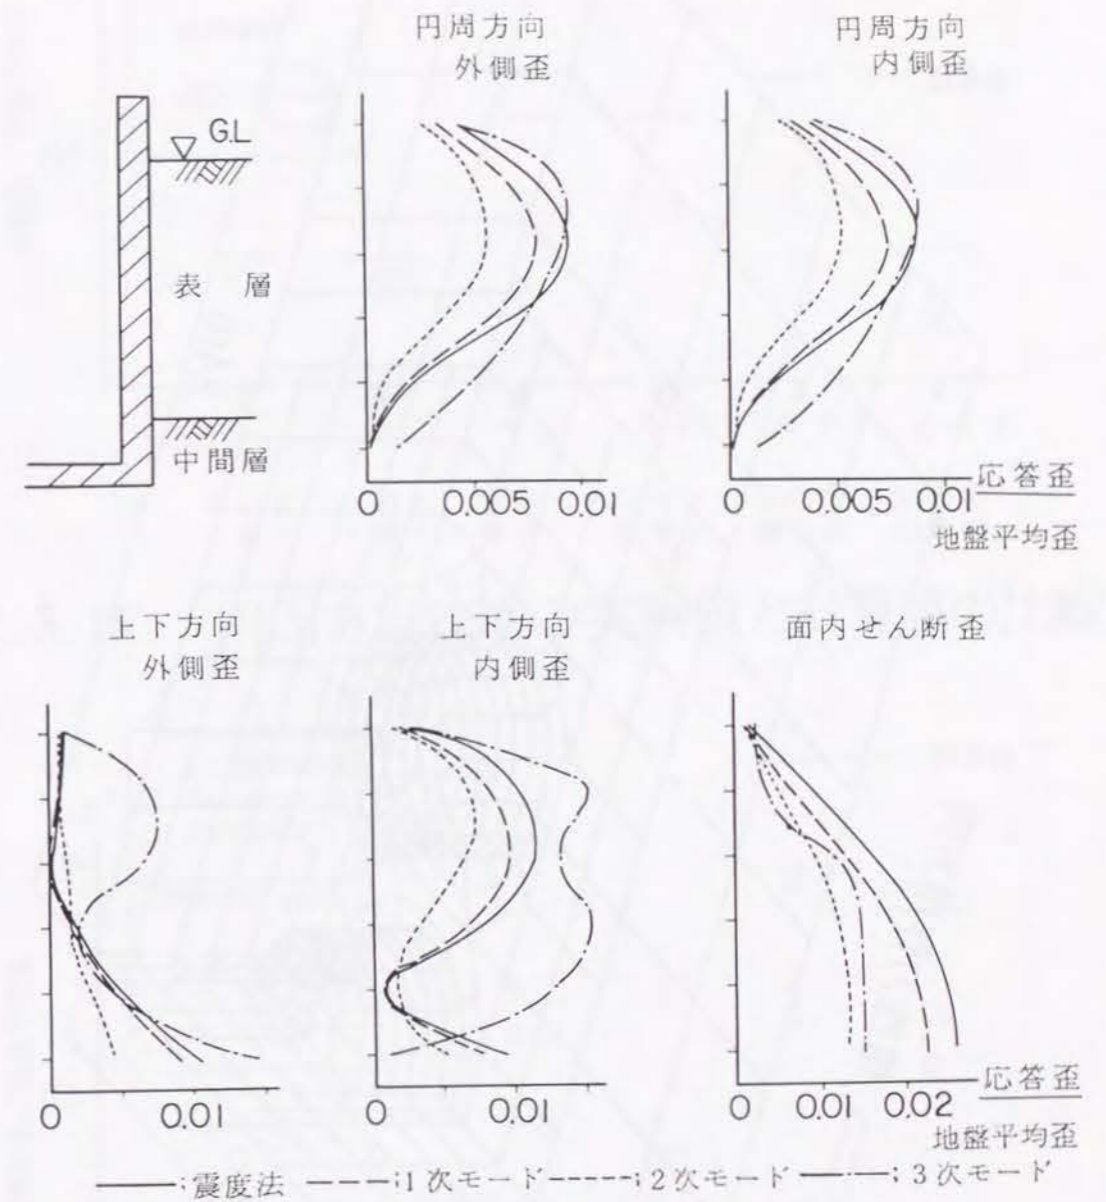 円周方向
外側歪
円周方向
内側歪
G.L
表 層
中間層
0 0.005 0.01
0 0.005 0.01
応答歪
地盤平均歪
上下方向
外側歪
上下方向
内側歪
面内せん断歪
0 0.01
0 0.01
0 0.01 0.02
応答歪
地盤平均歪
——;震度法 ———;1次モード -----;2次モード —·—;3次モード